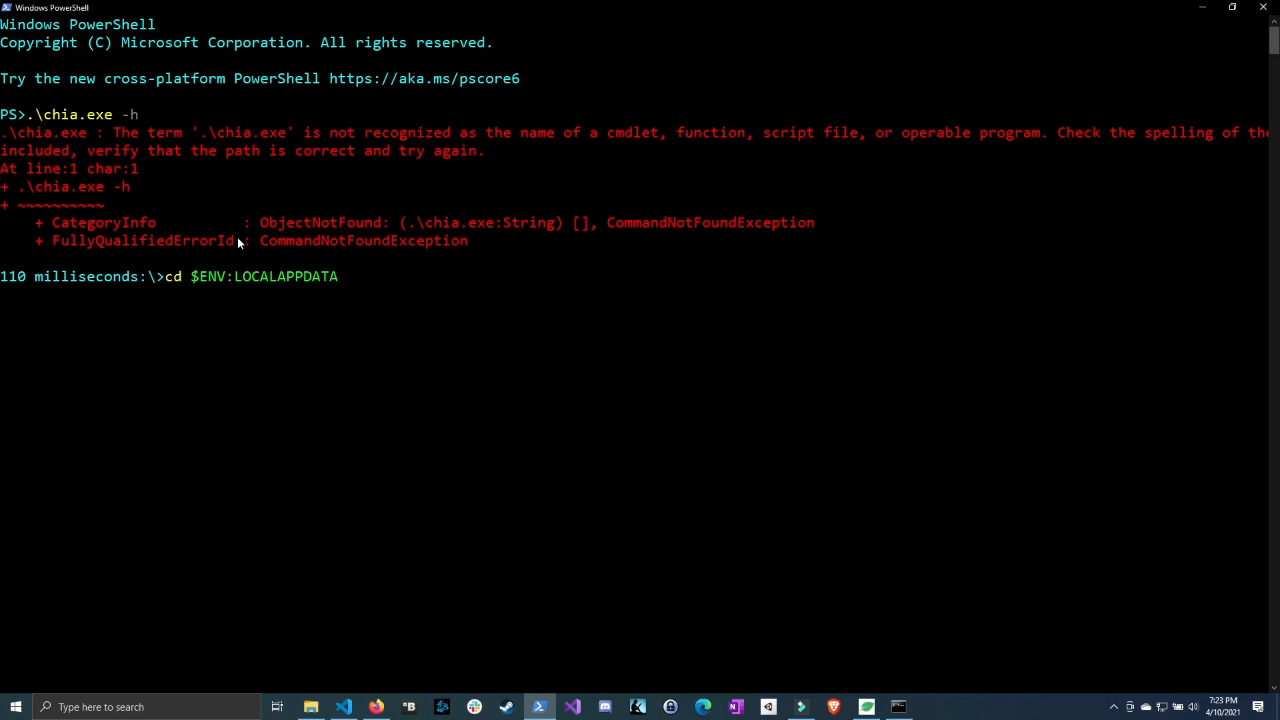 Windows PowerShell
Windows PowerShell
Copyright (C) Microsoft Corporation. All rights reserved.
Try the new cross-platform PowerShell https://aka.ms/pscore6
PS>.\chia.exe -h
.\chia.exe : The term '.\chia.exe' is not recognized as the name of a cmdlet, function, script file, or operable program. Check the spelling of the
included, verify that the path is correct and try again.
At line:1 char:1
+ .\chia.exe -h
+ ~~~~~~~~~~
+ CategoryInfo : ObjectNotFound: (.\chia.exe:String) [], CommandNotFoundException
+ FullyQualifiedErrorId : CommandNotFoundException
110 milliseconds:\>cd $ENV:LOCALAPPDATA
Type here to search
7:23 PM
4/10/2021